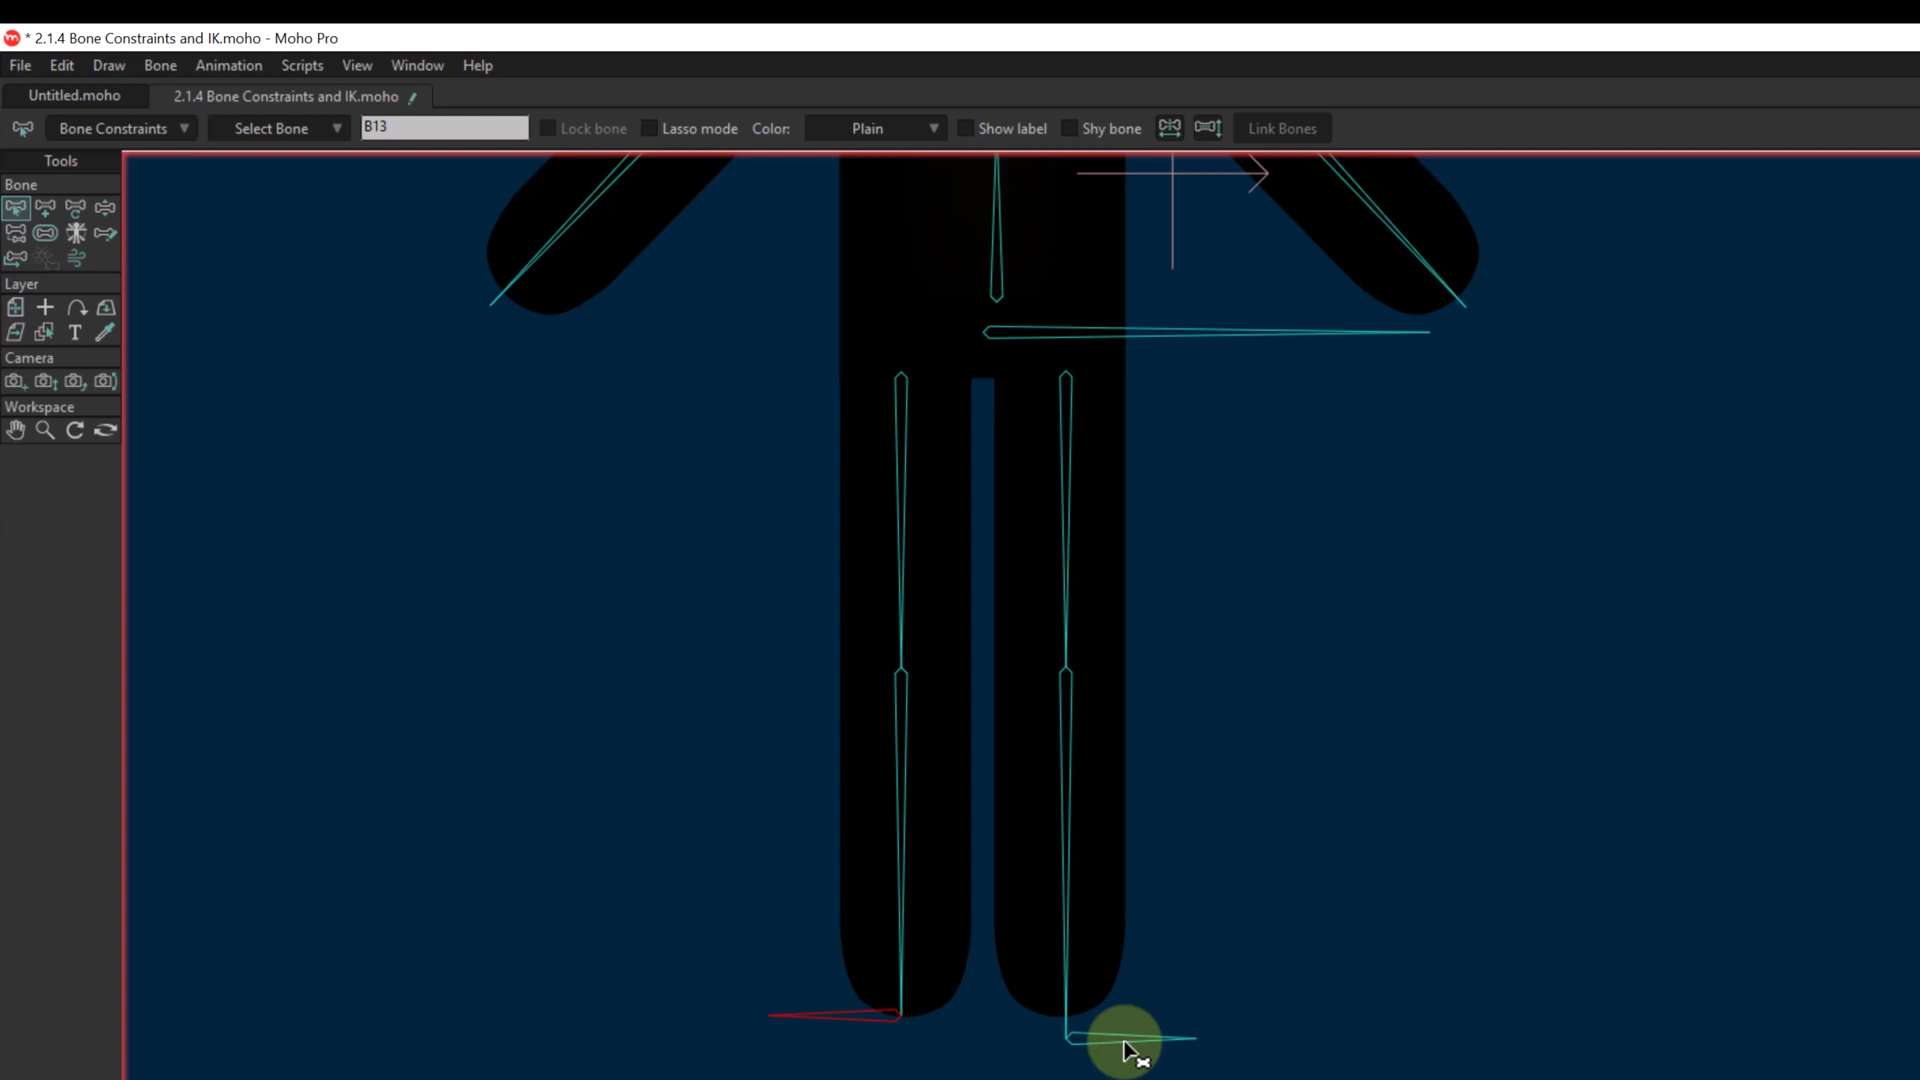 * 2.1.4 Bone Constraints and IK.moho - Moho Pro
File Edit Draw Bone Animation Scripts View Window Help
Untitled.moho 2.1.4 Bone Constraints and IK.moho
Bone Constraints Select Bone B13 Lock bone Lasso mode Color: Plain Show label Shy bone Link Bones
Tools
Bone
Layer
T
Camera
Workspace